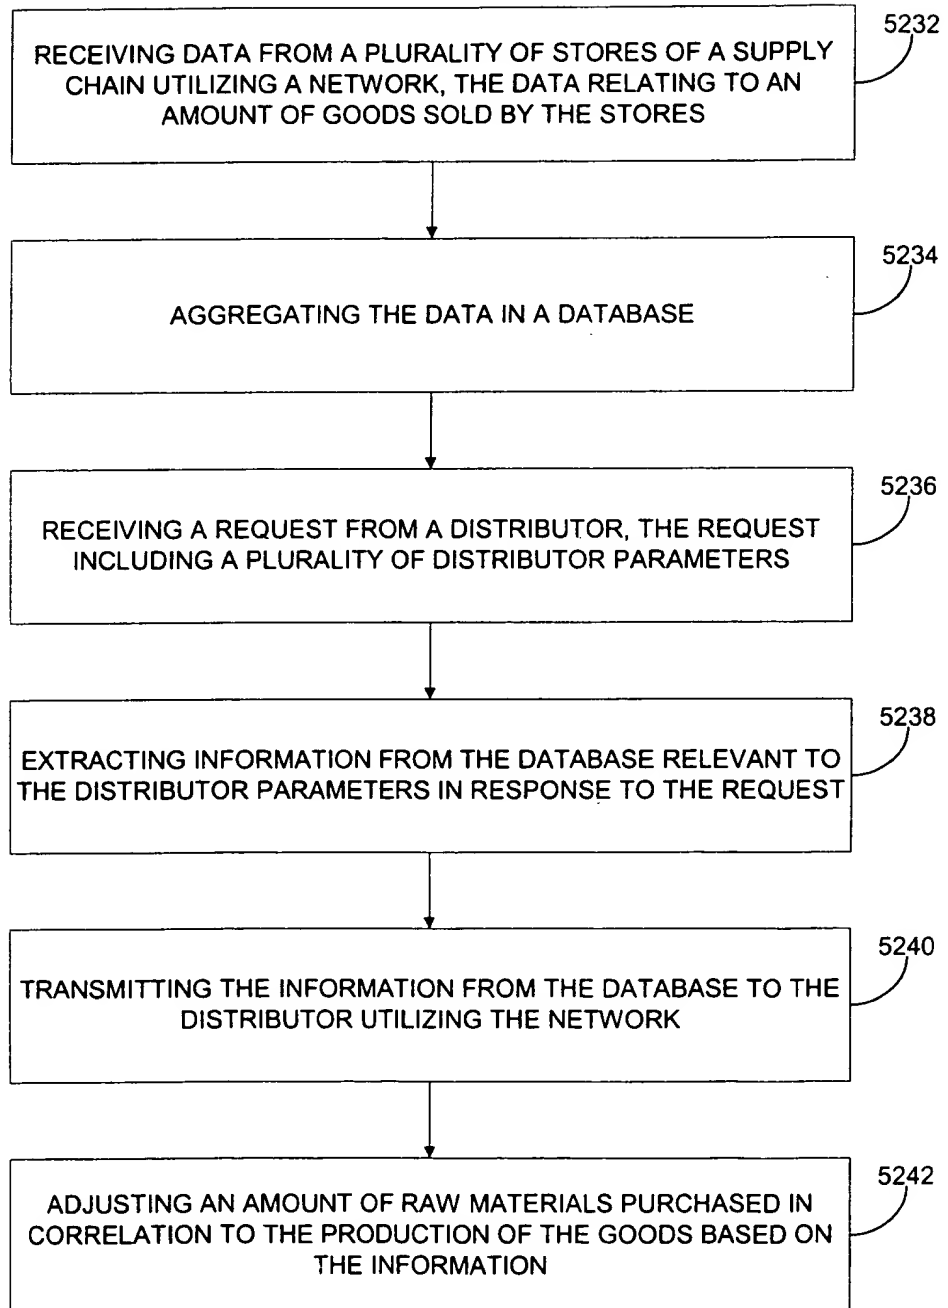 5232
RECEIVING DATA FROM A PLURALITY OF STORES OF A SUPPLY
CHAIN UTILIZING A NETWORK, THE DATA RELATING TO AN
AMOUNT OF GOODS SOLD BY THE STORES
5234
AGGREGATING THE DATA IN A DATABASE
5236
RECEIVING A REQUEST FROM A DISTRIBUTOR, THE REQUEST
INCLUDING A PLURALITY OF DISTRIBUTOR PARAMETERS
5238
EXTRACTING INFORMATION FROM THE DATABASE RELEVANT TO
THE DISTRIBUTOR PARAMETERS IN RESPONSE TO THE REQUEST
5240
TRANSMITTING THE INFORMATION FROM THE DATABASE TO THE
DISTRIBUTOR UTILIZING THE NETWORK
5242
ADJUSTING AN AMOUNT OF RAW MATERIALS PURCHASED IN
CORRELATION TO THE PRODUCTION OF THE GOODS BASED ON
THE INFORMATION